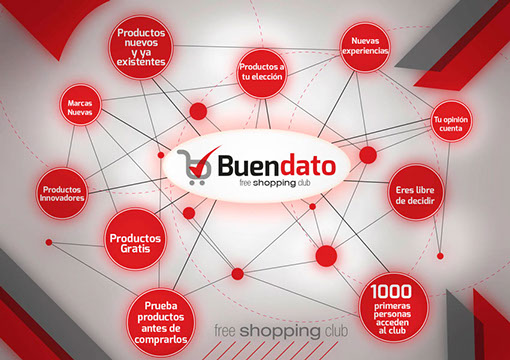 Productos
nuevos
y ya
existentes
Productos a
tu elección
Nuevas
experiencias
Marcas
Nuevas
Tu opinión
cuenta
Buendato
free shopping club
Productos
Innovadores
Eres libre
de decidir
Productos
Gratis
Prueba
productos
antes de
comprarlos
1000
primeras
personas
acceden
al club
free shopping club